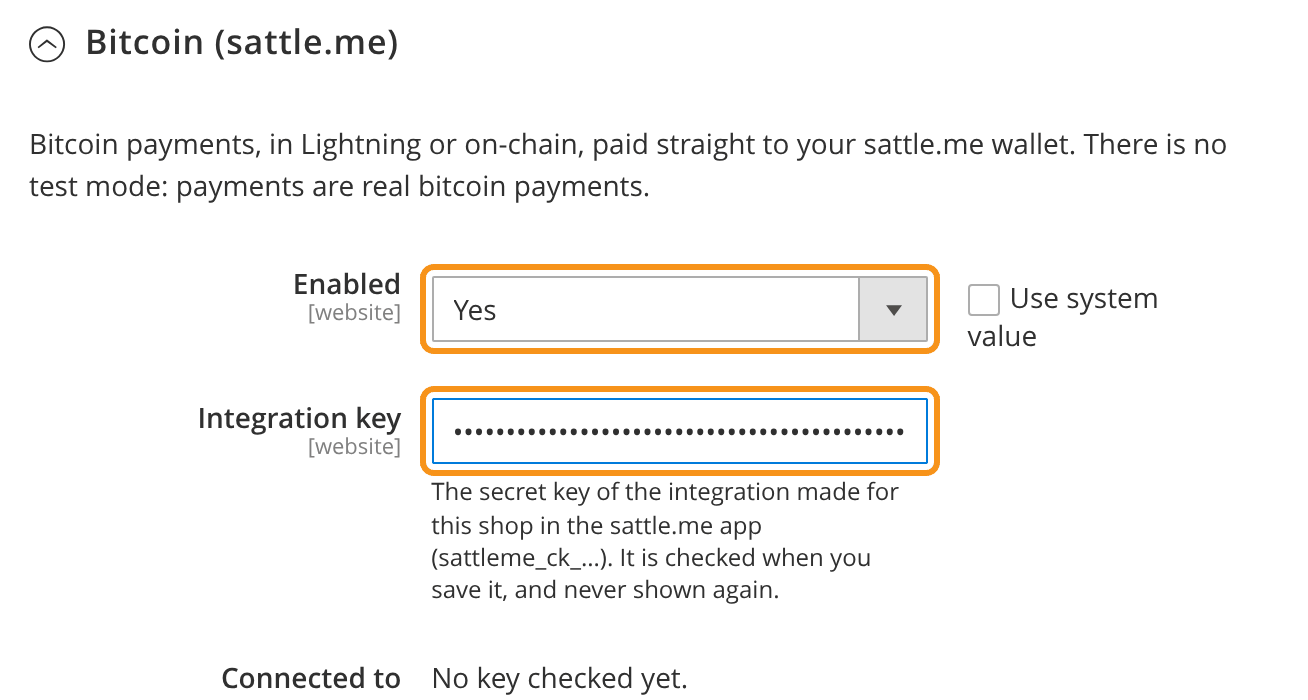 Bitcoin (sattle.me)
Bitcoin payments, in Lightning or on-chain, paid straight to your sattle.me wallet. There is no
test mode: payments are real bitcoin payments.
Enabled
[website]
Yes
Use system
value
Integration key
[website]
•••••••••••••••••••••••••••••••••••••••••••
The secret key of the integration made for
this shop in the sattle.me app
(sattleme_ck_...). It is checked when you
save it, and never shown again.
Connected to
No key checked yet.